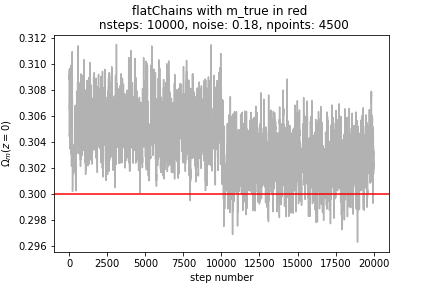 flatChains with m_true in red
nsteps: 10000, noise: 0.18, npoints: 4500
0.312
0.310
0.308
0.306
0.304
0.302
0.300
0.298
0.296
Ωm(z = 0)
0 2500 5000 7500 10000 12500 15000 17500 20000
step number